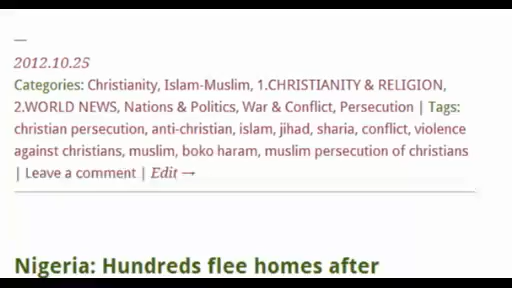 —
2012.10.25
Categories: Christianity, Islam-Muslim, 1.CHRISTIANITY & RELIGION,
2.WORLD NEWS, Nations & Politics, War & Conflict, Persecution | Tags:
christian persecution, anti-christian, islam, jihad, sharia, conflict, violence
against christians, muslim, boko haram, muslim persecution of christians
| Leave a comment | Edit →
Nigeria: Hundreds flee homes after